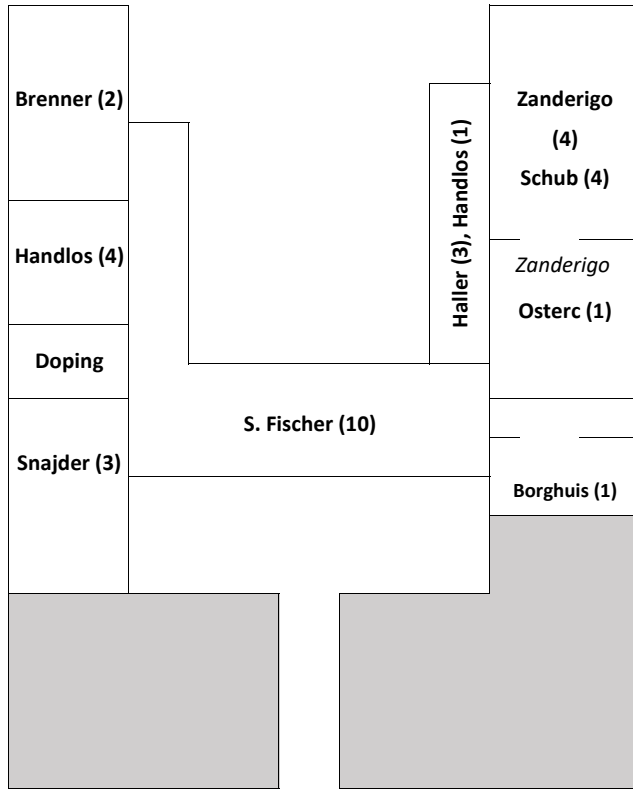 Brenner (2)
Handlos (4)
Doping
Snajder (3)
S. Fischer (10)
Haller (3), Handlos (1)
Zanderigo
(4)
Schub (4)
Zanderigo
Osterc (1)
Borghuis (1)